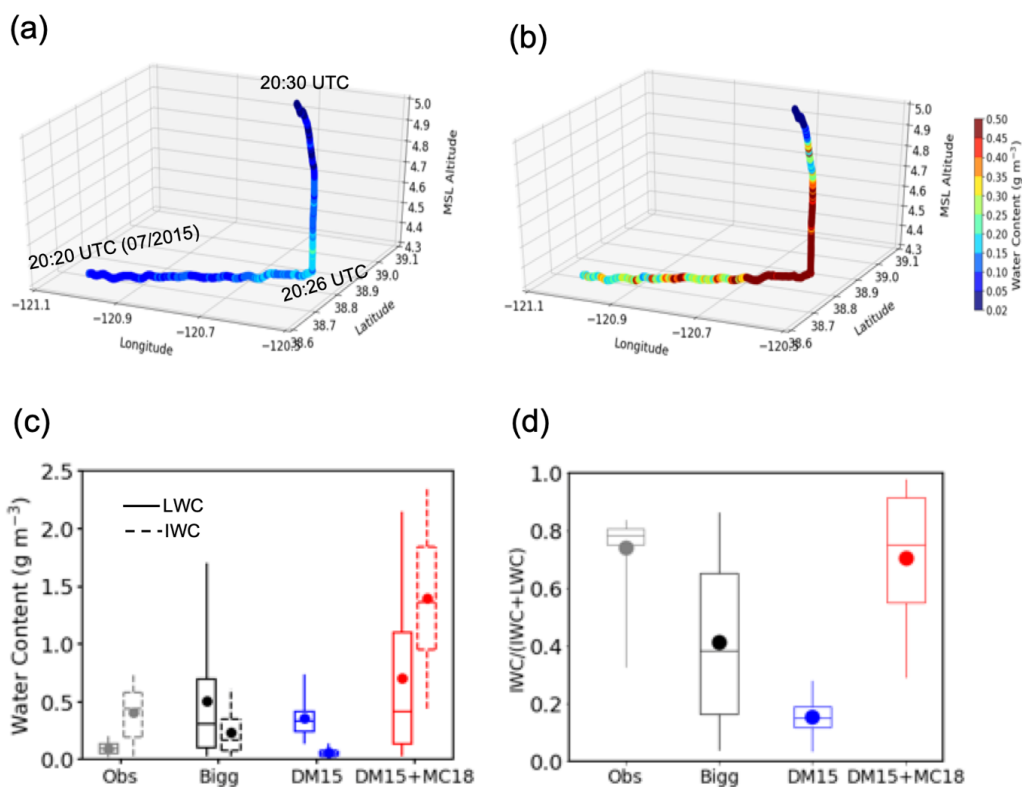 (a)
(b)
20:30 UTC
20:20 UTC (07/2015)
20:26 UTC
−121.1
−120.9
−120.7
−120.5
Longitude
38.6
38.7
38.8
38.9
39.0
39.1
Latitude
4.3
4.4
4.5
4.6
4.7
4.8
4.9
5.0
MSL Altitude
−121.1
−120.9
−120.7
−120.5
Longitude
38.6
38.7
38.8
38.9
39.0
39.1
Latitude
4.3
4.4
4.5
4.6
4.7
4.8
4.9
5.0
MSL Altitude
0.50
0.45
0.40
0.35
0.30
0.25
0.20
0.15
0.10
0.05
0.02
Water Content (g m⁻³)
(c)
2.5
2.0
1.5
1.0
0.5
0.0
Water Content (g m⁻³)
LWC
IWC
Obs
Bigg
DM15
DM15+MC18
(d)
1.0
0.8
0.6
0.4
0.2
0.0
IWC/(IWC+LWC)
Obs
Bigg
DM15
DM15+MC18